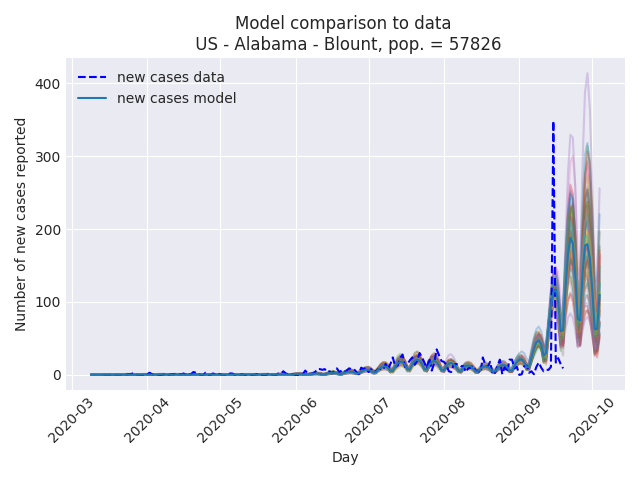 Model comparison to data
US - Alabama - Blount, pop. = 57826
new cases data
new cases model
Number of new cases reported
400
300
200
100
0
2020-03
2020-04
2020-05
2020-06
2020-07
2020-08
2020-09
2020-10
Day